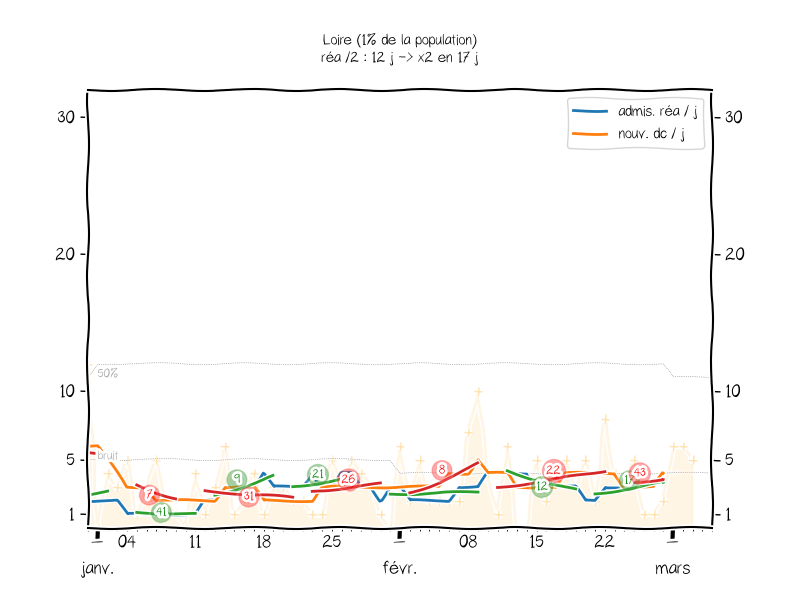 Loire (1% de la population)
réa /2 : 12 j -> x2 en 17 j
admis. réa / j
nouv. dc / j
30 30
20 20
10 10
5 5
1 1
50%
bruit
7
41
9
31
21
26
8
12
22
43
04 11 18 25 08 15 22
janv. févr. mars